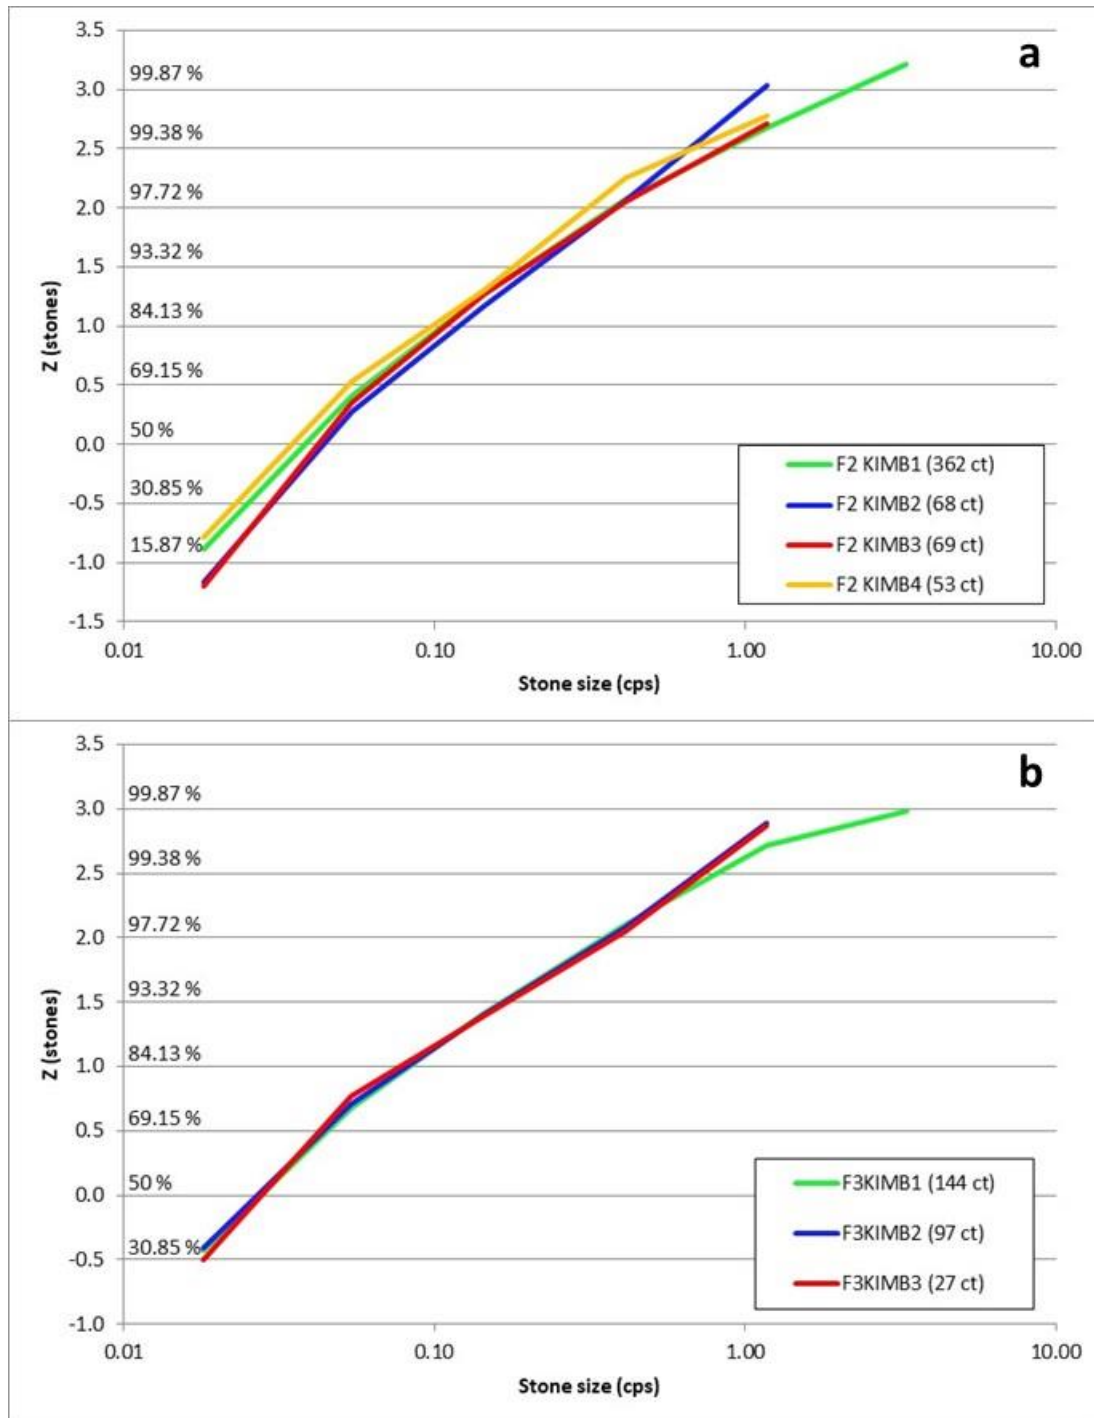 a
3.5
99.87 %
3.0
99.38 %
2.5
97.72 %
2.0
93.32 %
1.5
84.13 %
1.0
69.15 %
0.5
50 %
0.0
30.85 %
-0.5
15.87 %
-1.0
-1.5
Z (stones)
0.01 0.10 1.00 10.00
Stone size (cps)
F2 KIMB1 (362 ct)
F2 KIMB2 (68 ct)
F2 KIMB3 (69 ct)
F2 KIMB4 (53 ct)
b
3.5
99.87 %
3.0
99.38 %
2.5
97.72 %
2.0
93.32 %
1.5
84.13 %
1.0
69.15 %
0.5
50 %
0.0
30.85 %
-0.5
-1.0
Z (stones)
0.01 0.10 1.00 10.00
Stone size (cps)
F3KIMB1 (144 ct)
F3KIMB2 (97 ct)
F3KIMB3 (27 ct)